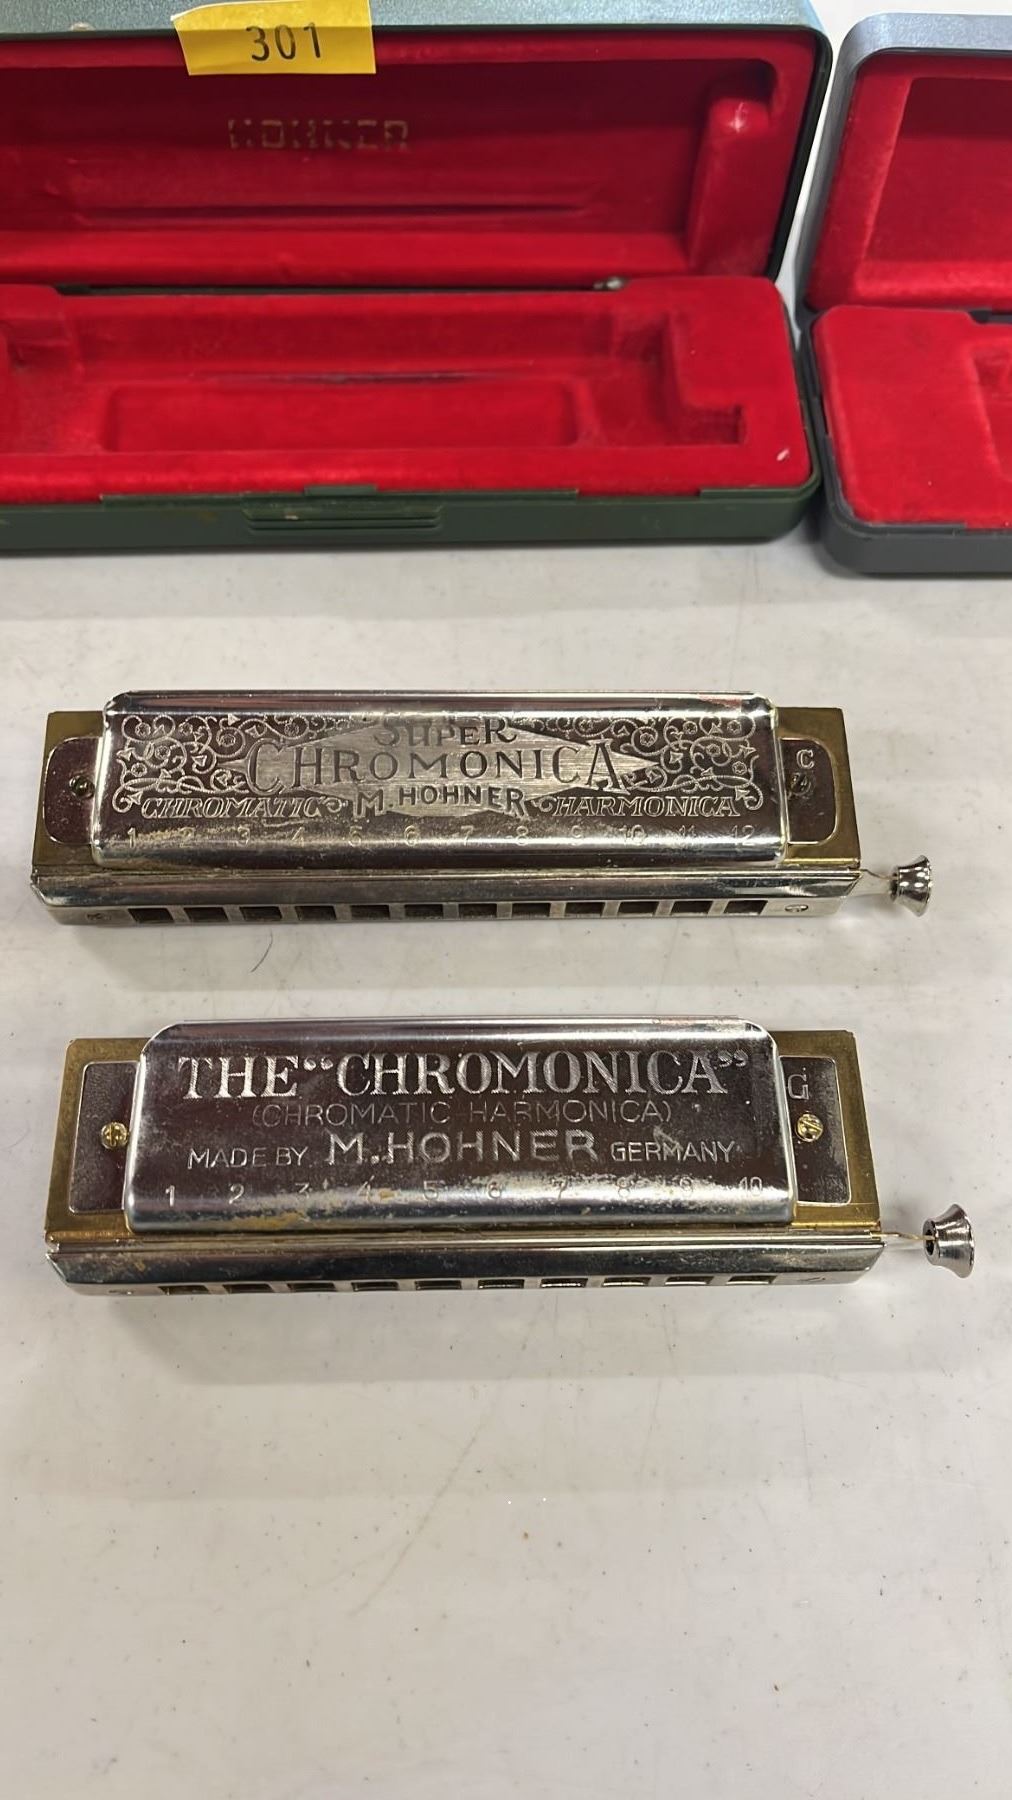 301
HOHNER
SUPER
CHROMONICA
CHROMATIC M. HOHNER HARMONICA
C
1 2 3 4 5 6 7 8 9 10 11 12
THE “CHROMONICA”
(CHROMATIC HARMONICA)
MADE BY M. HOHNER GERMANY
G
1 2 3 4 5 6 7 8 9 10